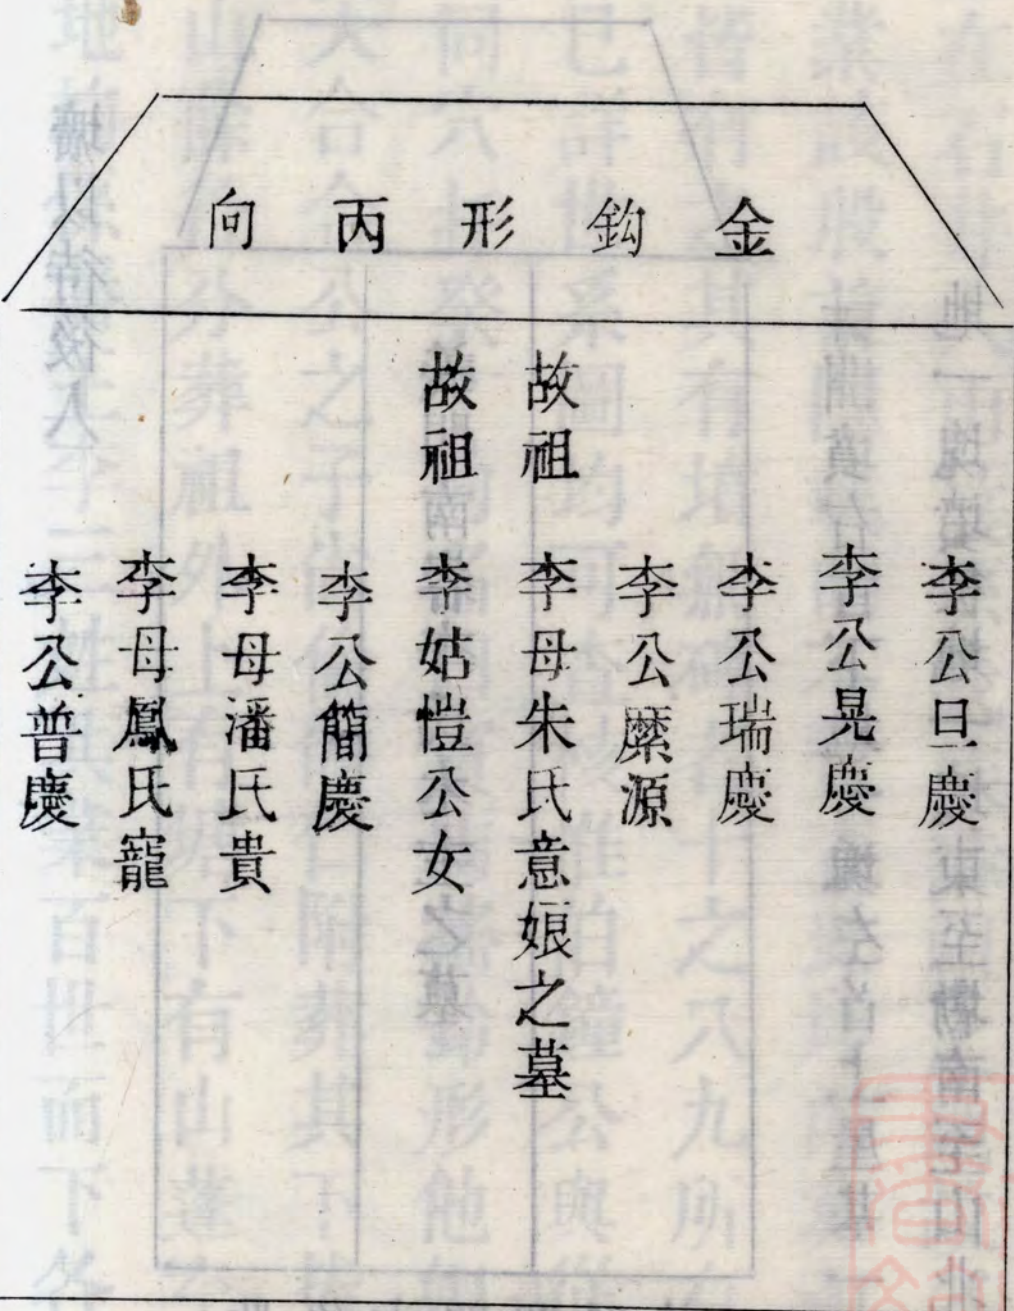 金鈎形丙向
李公旦慶
李公晃慶
李公瑞慶
李公縻源
故祖 李母朱氏意娘之墓
故祖 李姑愷公女
李公簡慶
李母潘氏貴
李母鳳氏寵
李公普慶